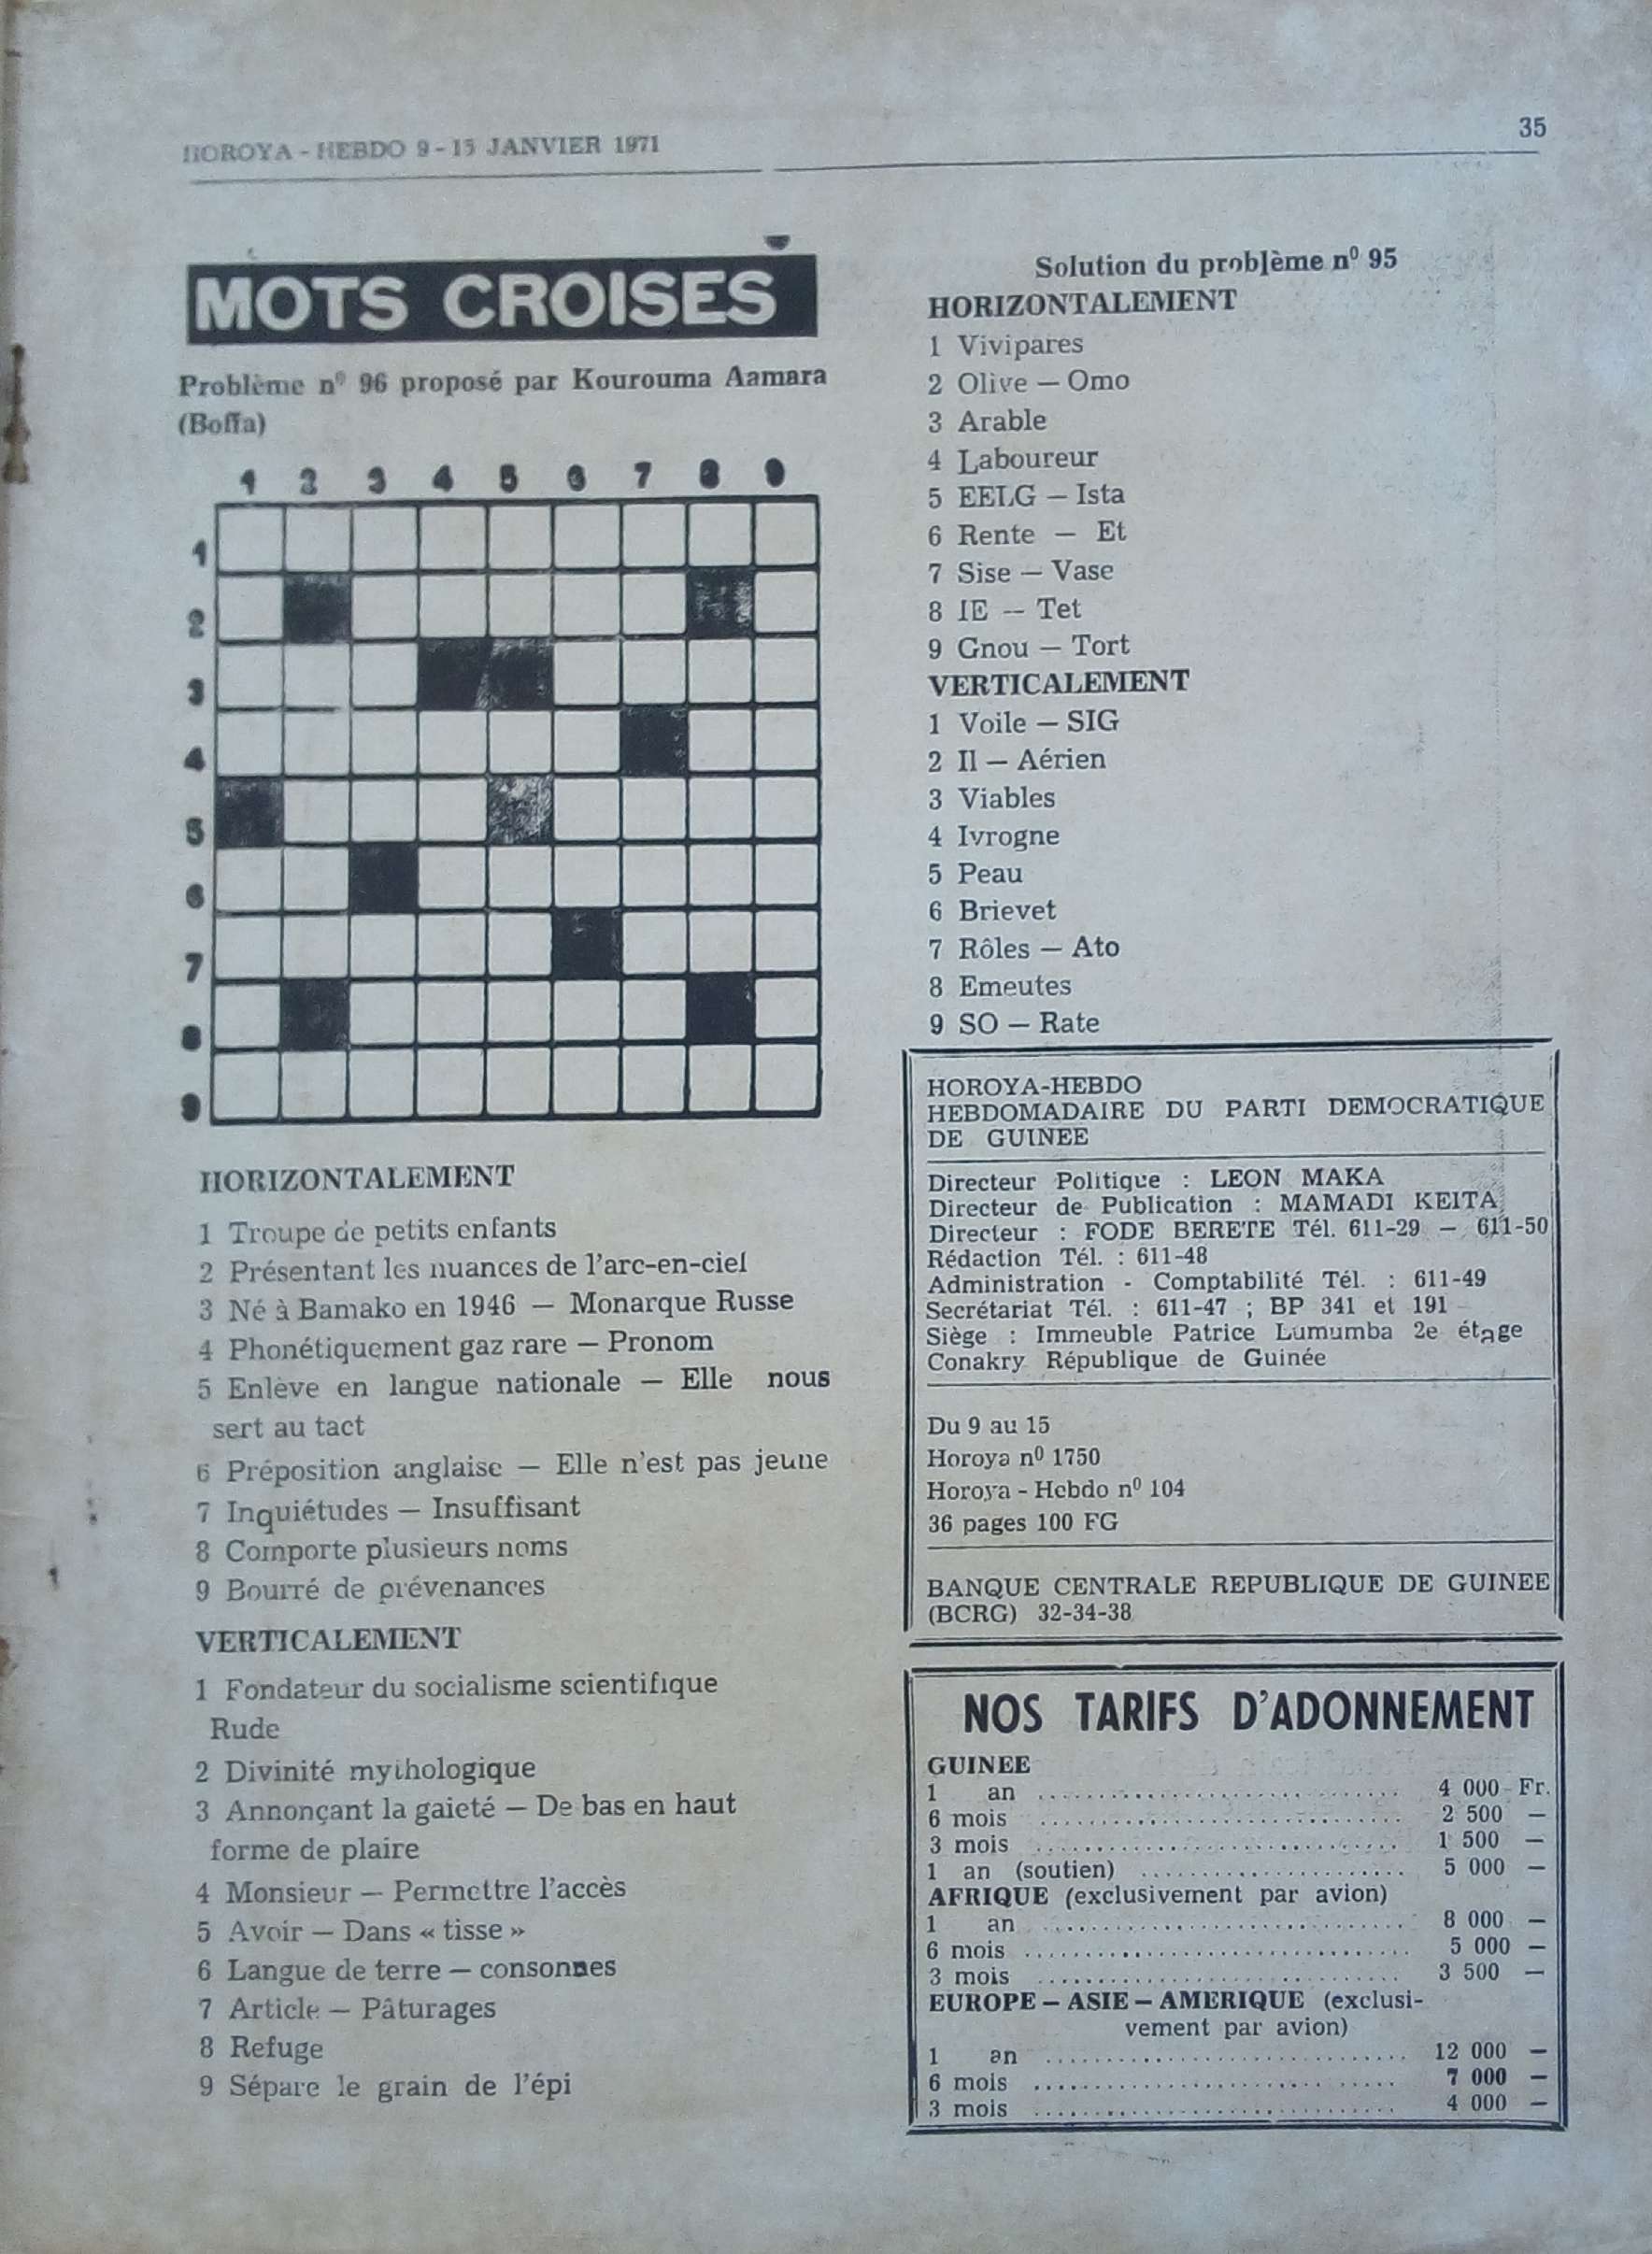 HOROYA - HEBDO 9 - 15 JANVIER 1971
35
MOTS CROISES
Problème nº 96 proposé par Kourouma Aamara
(Boffa)
1 2 3 4 5 6 7 8 9
1
2
3
4
5
6
7
8
9
HORIZONTALEMENT
1 Troupe de petits enfants
2 Présentant les nuances de l'arc-en-ciel
3 Né à Bamako en 1946 — Monarque Russe
4 Phonétiquement gaz rare — Pronom
5 Enlève en langue nationale — Elle nous
sert au tact
6 Préposition anglaise — Elle n'est pas jeune
7 Inquiétudes — Insuffisant
8 Comporte plusieurs noms
9 Bourré de prévenances
VERTICALEMENT
1 Fondateur du socialisme scientifique
Rude
2 Divinité mythologique
3 Annonçant la gaieté — De bas en haut
forme de plaire
4 Monsieur — Permettre l'accès
5 Avoir — Dans « tisse »
6 Langue de terre — consonnes
7 Article — Pâturages
8 Refuge
9 Sépare le grain de l'épi
Solution du problème nº 95
HORIZONTALEMENT
1 Vivipares
2 Olive — Omo
3 Arable
4 Laboureur
5 EELG — Ista
6 Rente — Et
7 Sise — Vase
8 IE — Tet
9 Gnou — Tort
VERTICALEMENT
1 Voile — SIG
2 Il — Aérien
3 Viables
4 Ivrogne
5 Peau
6 Brievet
7 Rôles — Ato
8 Emeutes
9 SO — Rate
HOROYA-HEBDO
HEBDOMADAIRE DU PARTI DEMOCRATIQUE
DE GUINEE
Directeur Politique : LEON MAKA
Directeur de Publication : MAMADI KEITA
Directeur : FODE BERETE Tél. 611-29 — 611-50
Rédaction Tél. : 611-48
Administration - Comptabilité Tél. : 611-49
Secrétariat Tél. : 611-47 ; BP 341 et 191
Siège : Immeuble Patrice Lumumba 2e étage
Conakry République de Guinée
Du 9 au 15
Horoya nº 1750
Horoya - Hebdo nº 104
36 pages 100 FG
BANQUE CENTRALE REPUBLIQUE DE GUINEE
(BCRG) 32-34-38
NOS TARIFS D'ADONNEMENT
GUINEE
1 an .............................. 4 000 Fr.
6 mois .............................. 2 500 —
3 mois .............................. 1 500 —
1 an (soutien) .................... 5 000 —
AFRIQUE (exclusivement par avion)
1 an .............................. 8 000 —
6 mois .............................. 5 000 —
3 mois .............................. 3 500 —
EUROPE — ASIE — AMERIQUE (exclusi-
vement par avion)
1 an .............................. 12 000 —
6 mois .............................. 7 000 —
3 mois .............................. 4 000 —